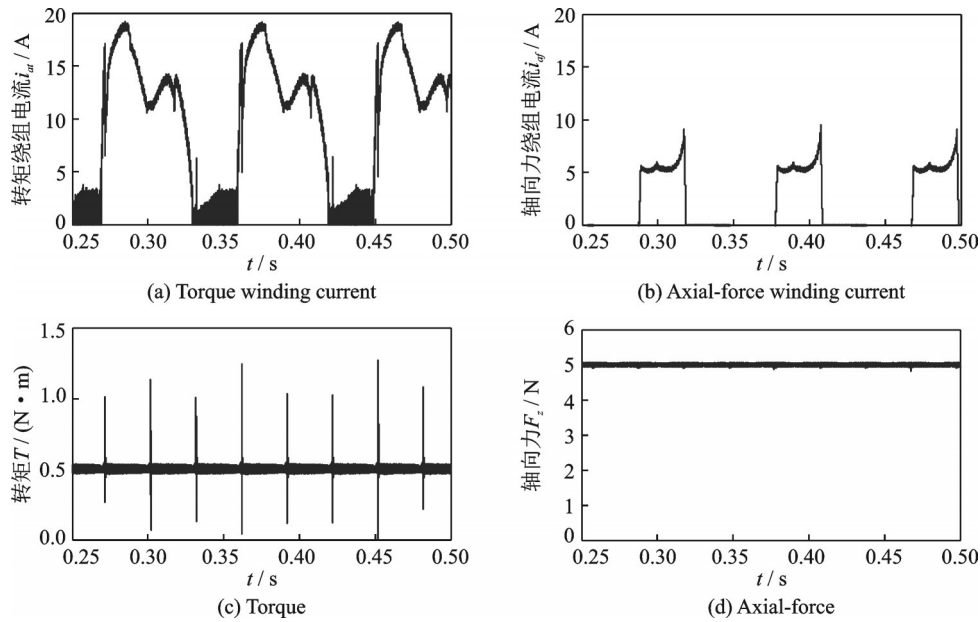 转矩绕组电流iat / A
20
15
10
5
0
0.25 0.30 0.35 0.40 0.45 0.50
t / s
(a) Torque winding current
轴向力绕组电流iaf / A
20
15
10
5
0
0.25 0.30 0.35 0.40 0.45 0.50
t / s
(b) Axial-force winding current
转矩T / (N·m)
1.5
1.0
0.5
0.0
0.25 0.30 0.35 0.40 0.45 0.50
t / s
(c) Torque
轴向力Fz / N
6
5
4
3
2
1
0
0.25 0.30 0.35 0.40 0.45 0.50
t / s
(d) Axial-force